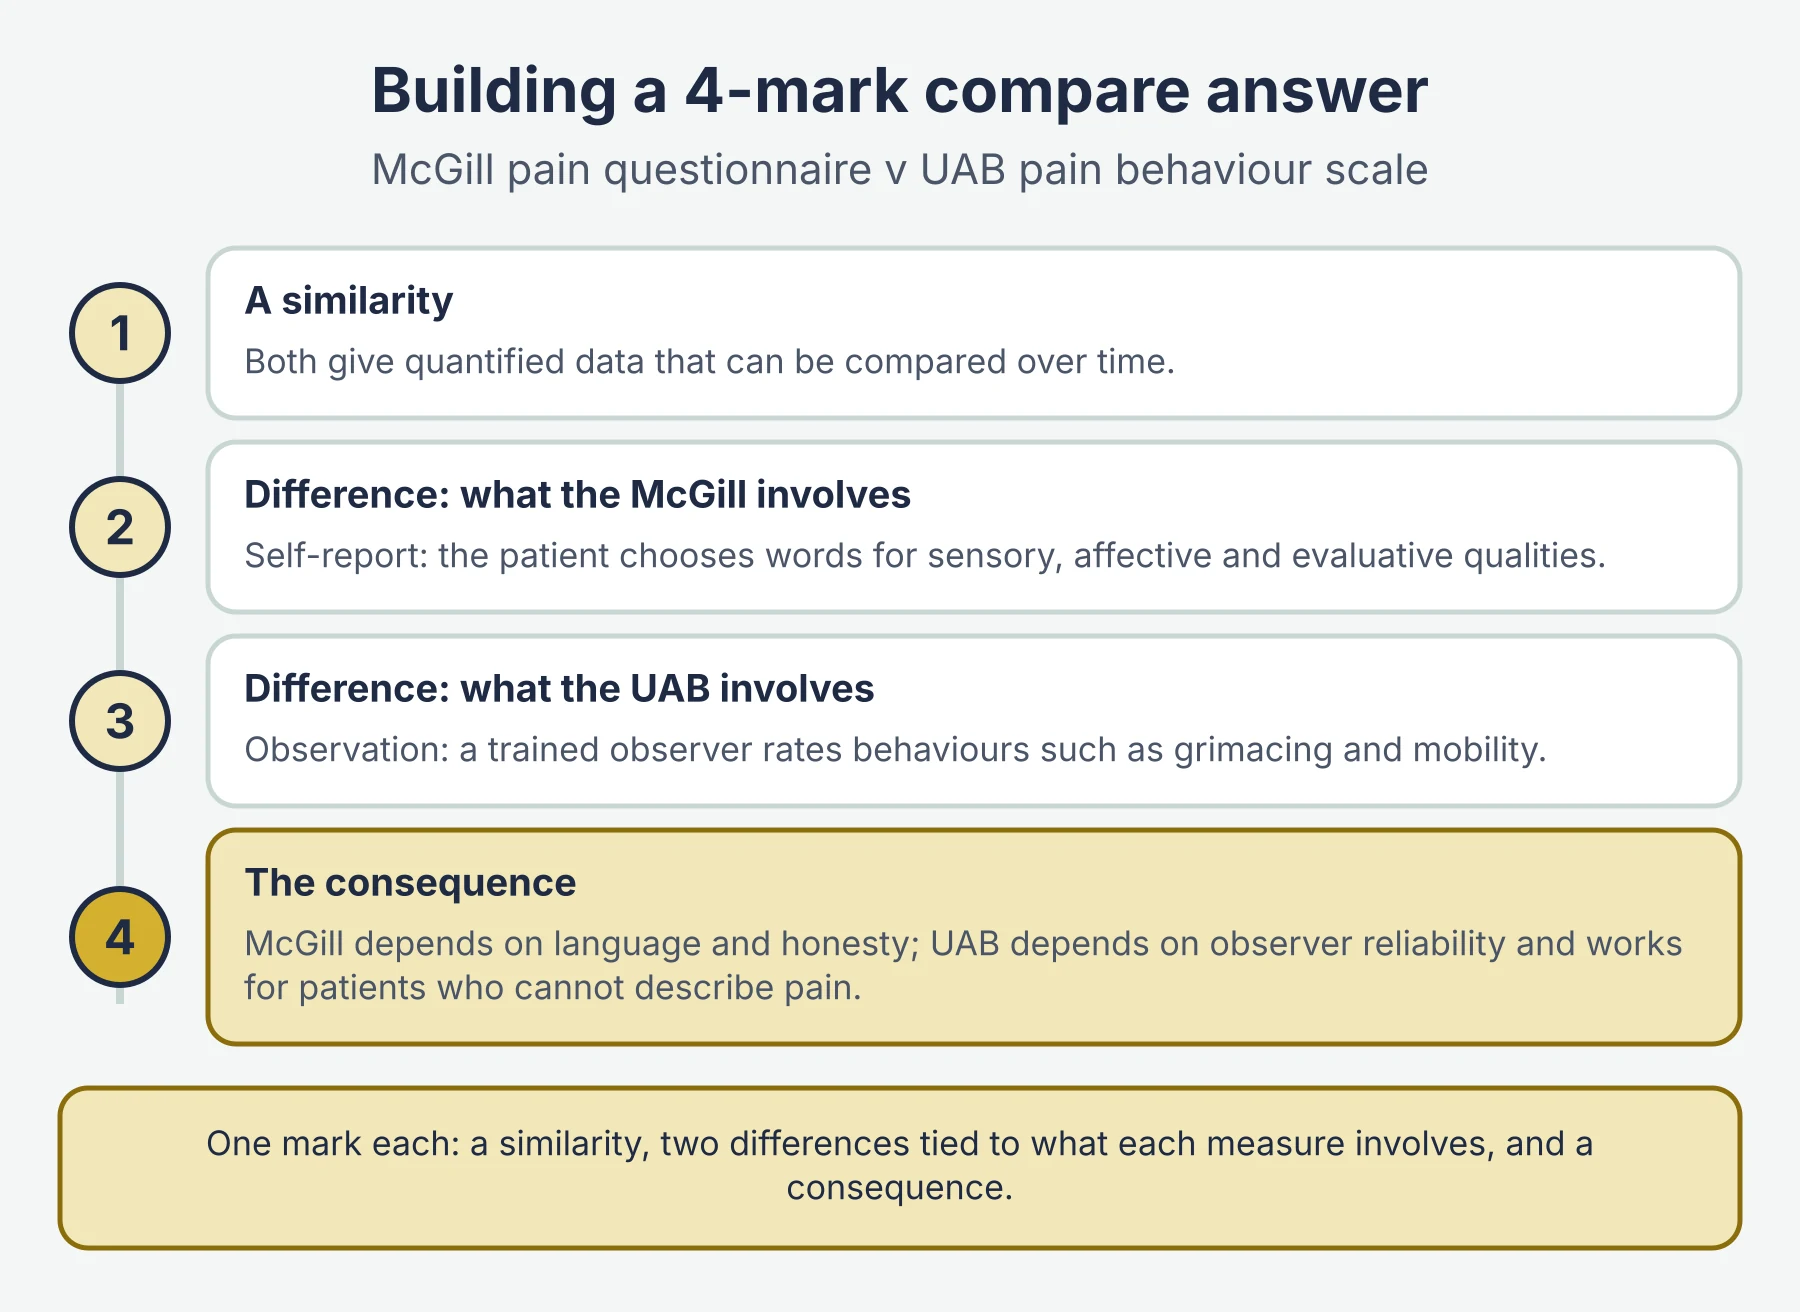 Building a 4-mark compare answer
McGill pain questionnaire v UAB pain behaviour scale
1
A similarity
Both give quantified data that can be compared over time.
2
Difference: what the McGill involves
Self-report: the patient chooses words for sensory, affective and evaluative qualities.
3
Difference: what the UAB involves
Observation: a trained observer rates behaviours such as grimacing and mobility.
4
The consequence
McGill depends on language and honesty; UAB depends on observer reliability and works
for patients who cannot describe pain.
One mark each: a similarity, two differences tied to what each measure involves, and a
consequence.